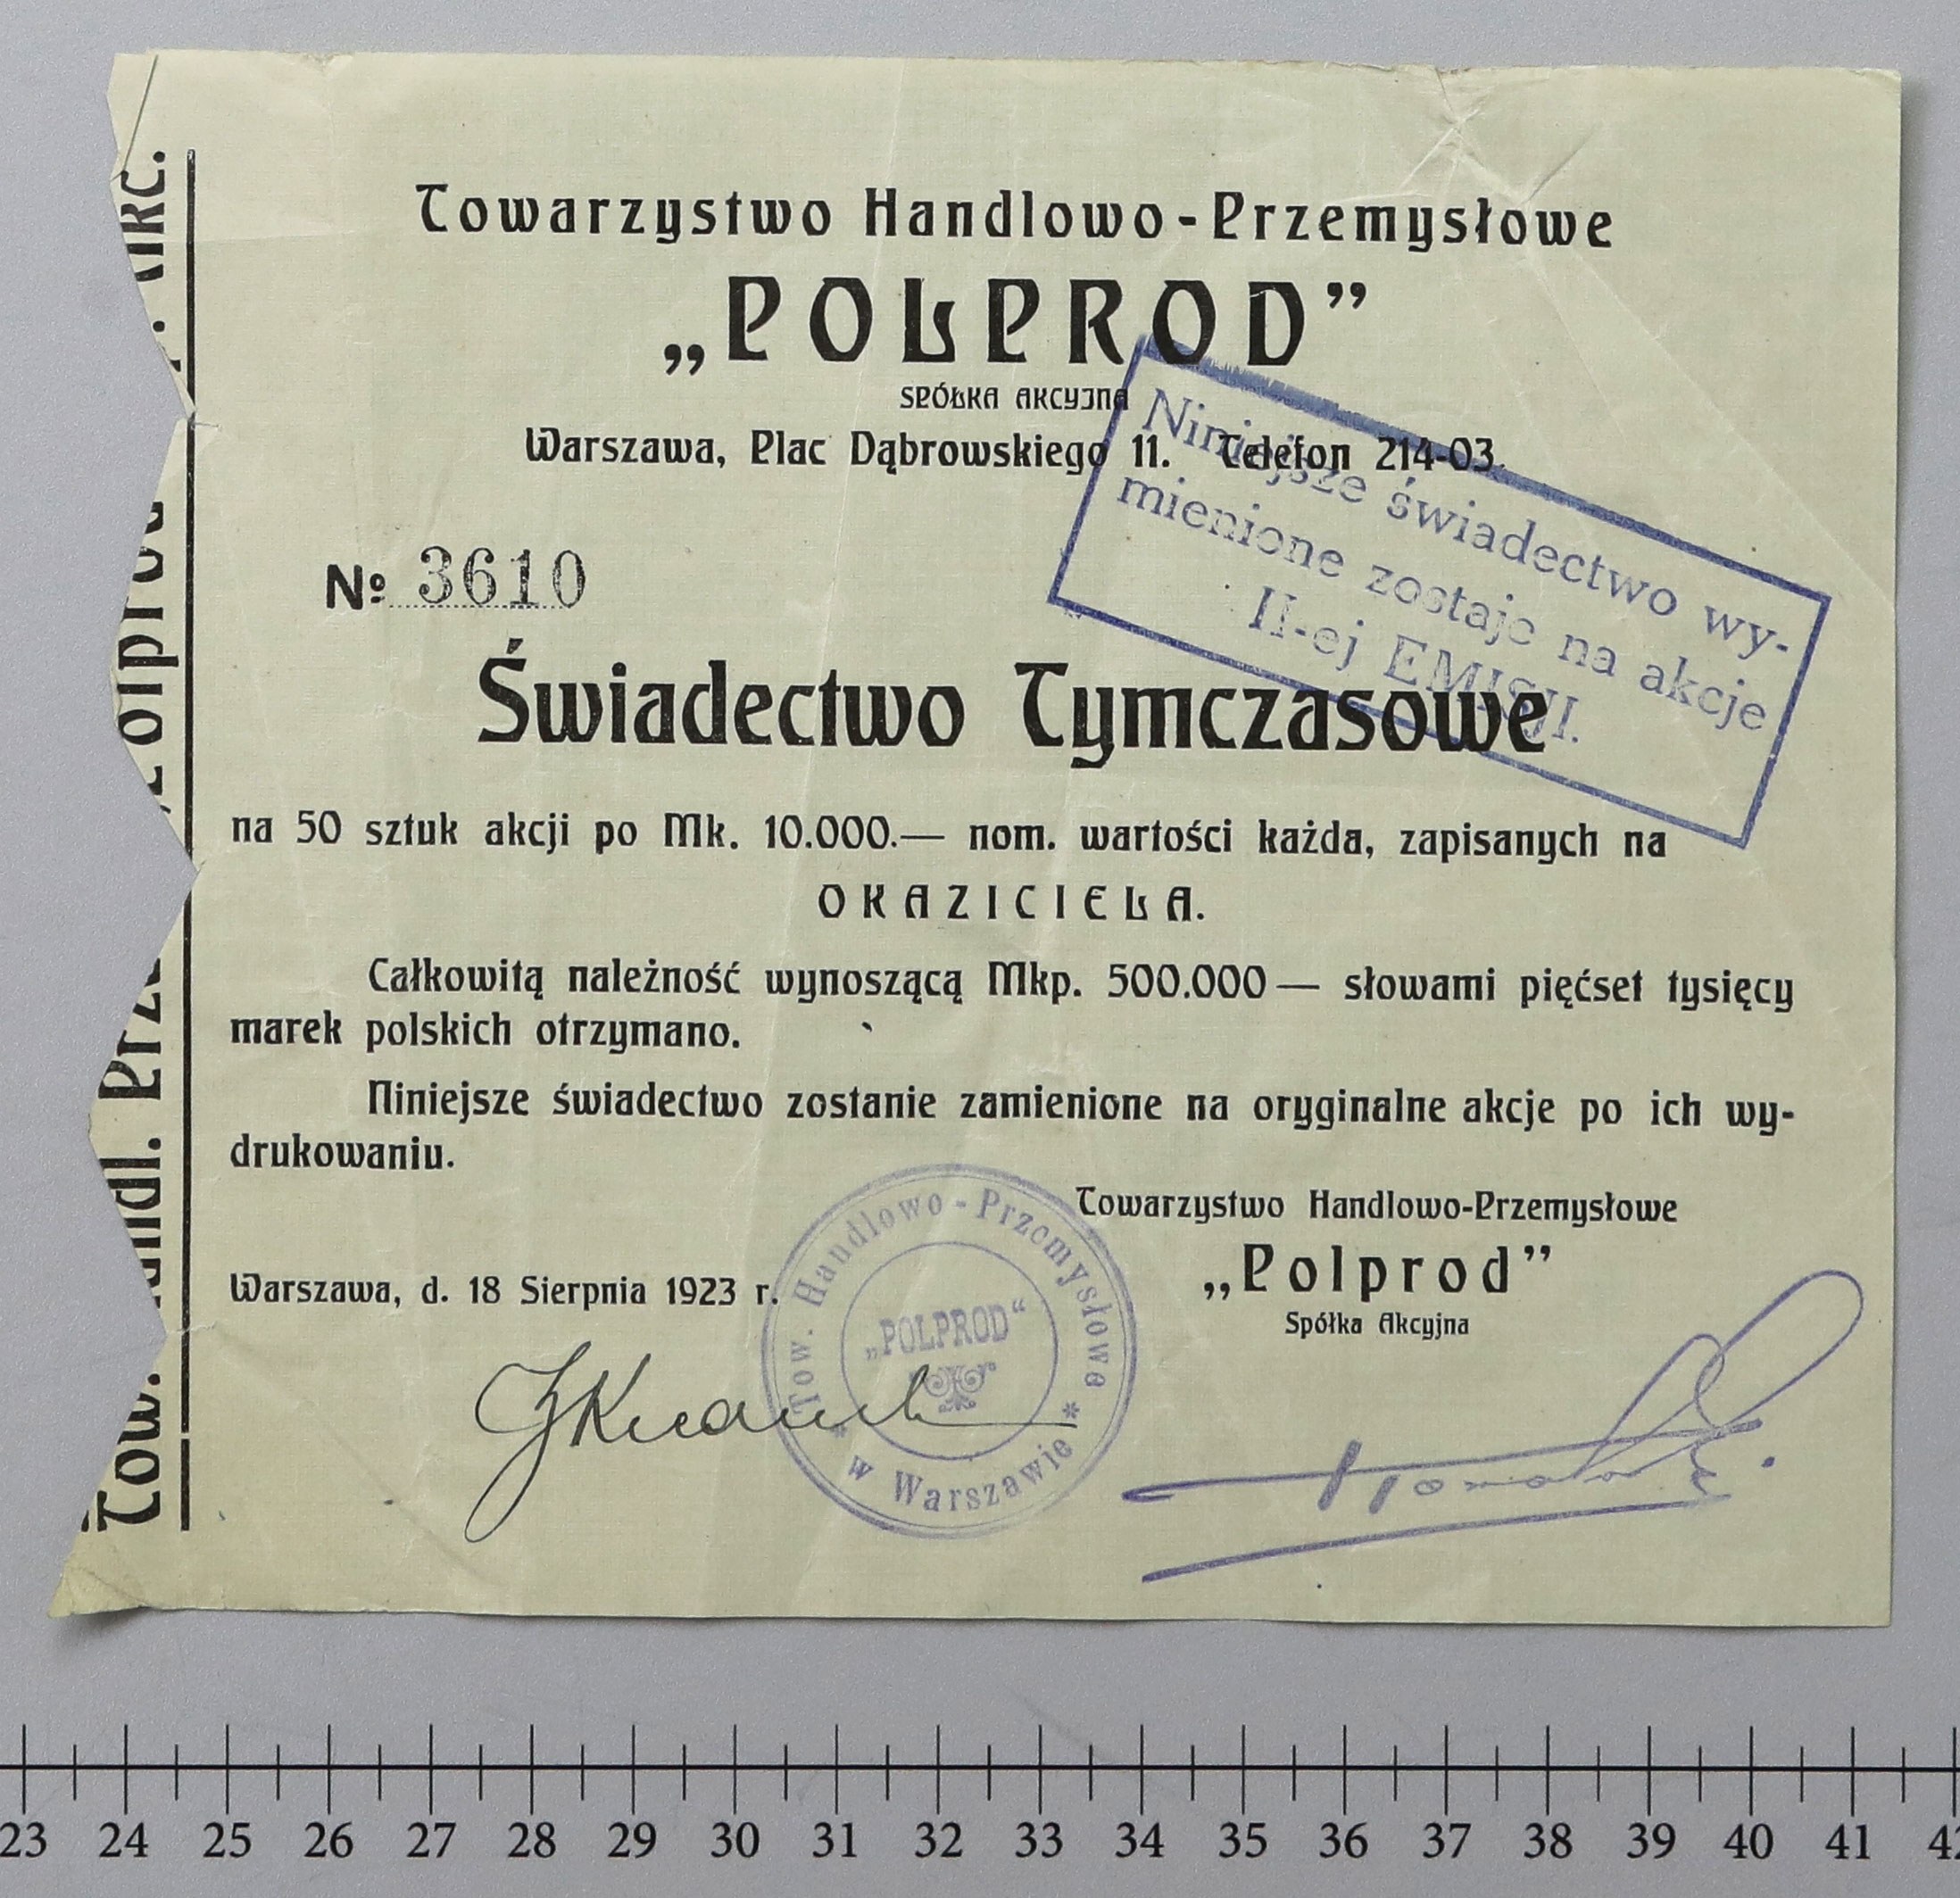 Towarzystwo Handlowo-Przemysłowe
„POLPROD”
SPÓŁKA AKCYJNA
Warszawa, Plac Dąbrowskiego 11. Telefon 214-03.
Niniejsze świadectwo wy-
mienione zostaje na akcje
II-ej EMISJI.
№ 3610
Świadectwo Tymczasowe
na 50 sztuk akcji po Mk. 10.000.— nom. wartości każda, zapisanych na
OKAZICIELA.
Całkowitą należność wynoszącą Mkp. 500.000— słowami pięćset tysięcy
marek polskich otrzymano.
Niniejsze świadectwo zostanie zamienione na oryginalne akcje po ich wy-
drukowaniu.
Towarzystwo Handlowo-Przemysłowe
„Polprod”
Spółka Akcyjna
Warszawa, d. 18 Sierpnia 1923 r.
Tow. Handlowo-Przemysłowe
„POLPROD“
* w Warszawie *
Tow. Handl. Prze Polprod
23 24 25 26 27 28 29 30 31 32 33 34 35 36 37 38 39 40 41